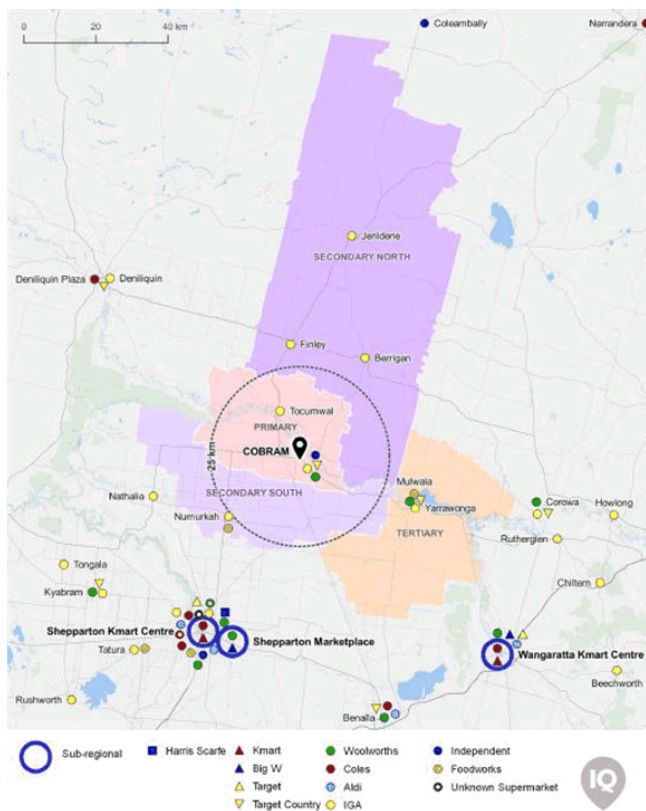 0 20 40 km
Coleambally
Narrandera
Jerilderie
SECONDARY NORTH
Deniliquin Plaza
Deniliquin
Finley
Berrigan
Tocumwal
PRIMARY
COBRAM
25 km
SECONDARY SOUTH
Nathalia
Numurkah
Mulwala
Yarrawonga
TERTIARY
Corowa
Howlong
Rutherglen
Tongala
Kyabram
Chiltern
Shepparton Kmart Centre
Shepparton Marketplace
Wangaratta Kmart Centre
Tatura
Beechworth
Rushworth
Benalla
Sub-regional
Harris Scarfe
Kmart
Woolworths
Independent
Big W
Coles
Foodworks
Target
Aldi
Unknown Supermarket
Target Country
IGA
IQ